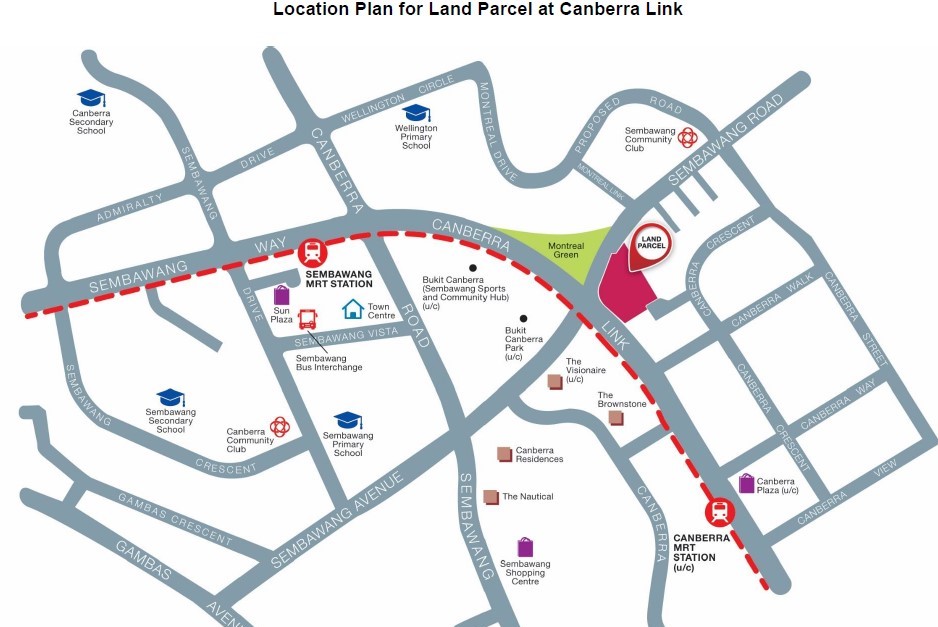 Location Plan for Land Parcel at Canberra Link
Canberra
Secondary
School
WELLINGTON CIRCLE
Wellington
Primary
School
MONTREAL DRIVE
PROPOSED ROAD
Sembawang
Community
Club
SEMBAWANG ROAD
MONTREAL LINK
ADMIRALTY DRIVE
SEMBAWANG
CANBERRA
SEMBAWANG WAY
CANBERRA
LINK
Montreal
Green
LAND
PARCEL
CRESCENT
CANBERRA
CANBERRA WALK
CANBERRA STREET
SEMBAWANG
MRT STATION
Sun
Plaza
Town
Centre
DRIVE
SEMBAWANG VISTA
Sembawang
Bus Interchange
ROAD
Bukit Canberra
(Sembawang Sports
and Community Hub)
(u/c)
Bukit
Canberra
Park
(u/c)
The
Visionaire
(u/c)
The
Brownstone
CANBERRA CRESCENT
CANBERRA WAY
CANBERRA VIEW
SEMBAWANG CRESCENT
Sembawang
Secondary
School
Canberra
Community
Club
Sembawang
Primary
School
Canberra
Residences
The Nautical
Canberra
Plaza (u/c)
CANBERRA
MRT
STATION
(u/c)
CANBERRA
SEMBAWANG
Sembawang
Shopping
Centre
SEMBAWANG AVENUE
GAMBAS CRESCENT
GAMBAS
AVENUE